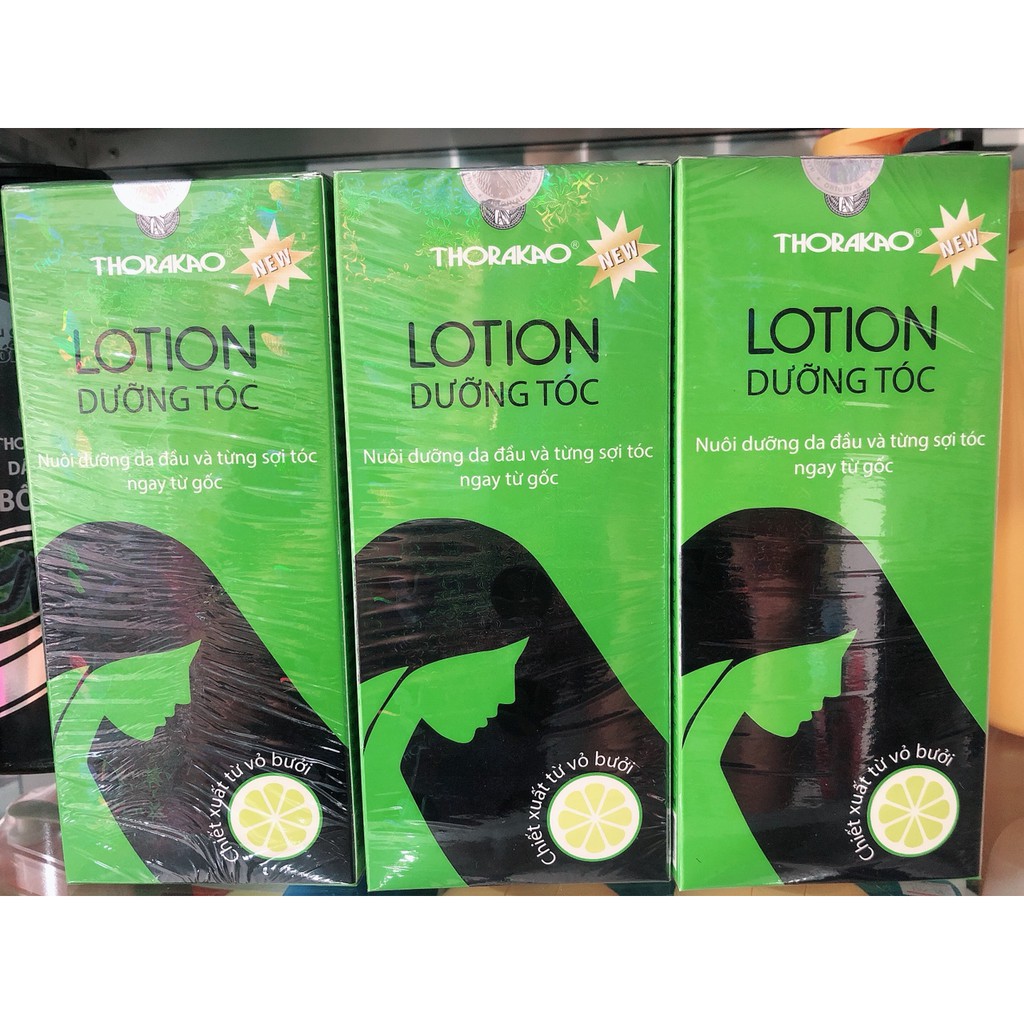 THORAKAO®
NEW
LOTION
DƯỠNG TÓC
Nuôi dưỡng da đầu và từng sợi tóc
ngay từ gốc
Chiết xuất từ vỏ bưởi
THORAKAO®
NEW
LOTION
DƯỠNG TÓC
Nuôi dưỡng da đầu và từng sợi tóc
ngay từ gốc
Chiết xuất từ vỏ bưởi
THORAKAO®
NEW
LOTION
DƯỠNG TÓC
Nuôi dưỡng da đầu và từng sợi tóc
ngay từ gốc
Chiết xuất từ vỏ bưởi